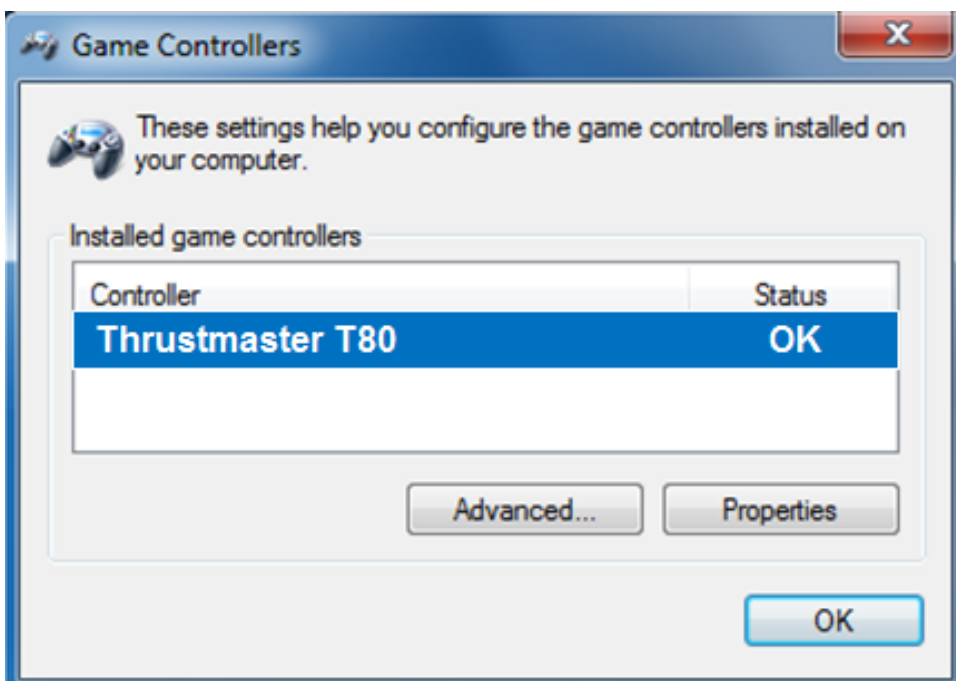 Game Controllers
These settings help you configure the game controllers installed on
your computer.
Installed game controllers
Controller Status
Thrustmaster T80 OK
Advanced... Properties
OK